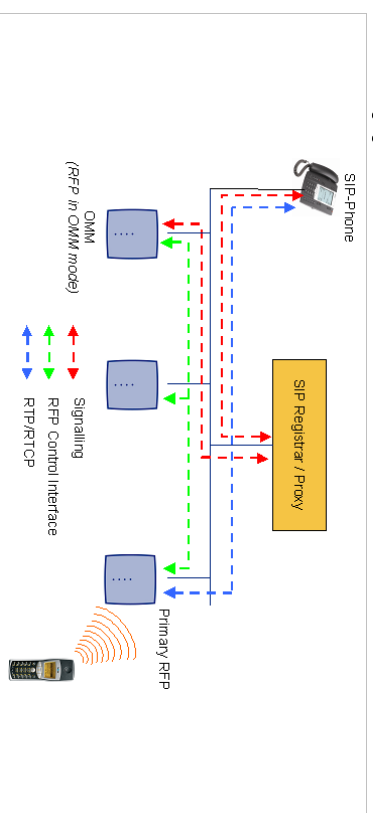 SIP-Phone
SIP Registrar / Proxy
OMM
(RFP in OMM mode)
Primary RFP
Signalling
RFP Control Interface
RTP/RTCP